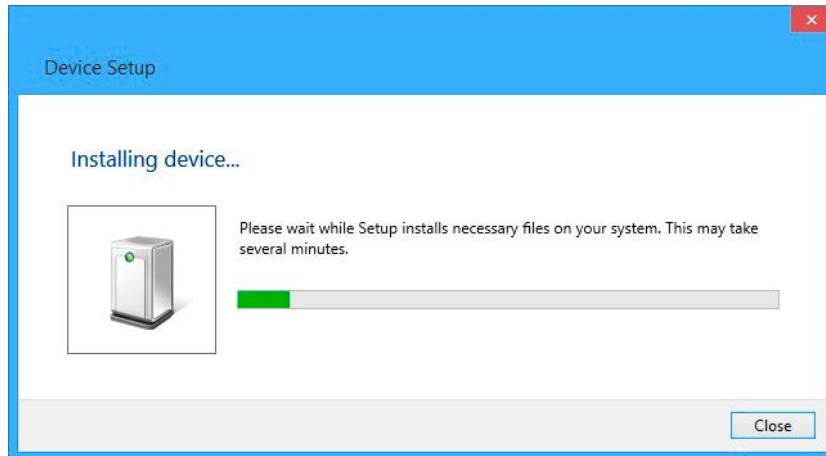 Device Setup
Installing device...
Please wait while Setup installs necessary files on your system. This may take
several minutes.
Close